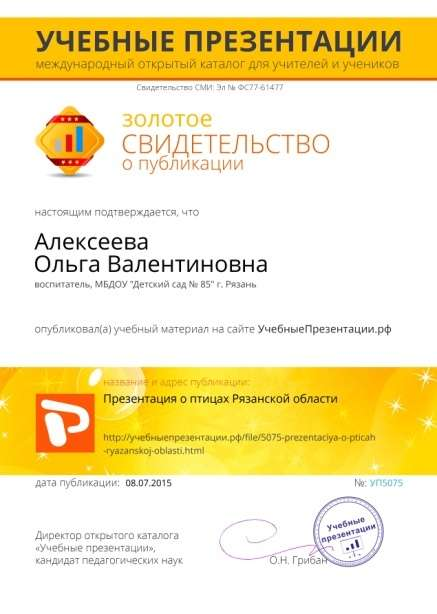 УЧЕБНЫЕ ПРЕЗЕНТАЦИИ
международный открытый каталог для учителей и учеников
Свидетельство СМИ: Эл № ФС77-61477
золотое
СВИДЕТЕЛЬСТВО
о публикации
настоящим подтверждается, что
Алексеева
Ольга Валентиновна
воспитатель, МБДОУ "Детский сад № 85" г. Рязань
опубликовал(а) учебный материал на сайте УчебныеПрезентации.рф
название и адрес публикации:
Презентация о птицах Рязанской области
http://учебныепрезентации.рф/file/5075-prezentaciya-o-pticah
-ryazanskoj-oblasti.html
дата публикации: 08.07.2015
№: УП5075
Учебные
презентации
Директор открытого каталога
«Учебные презентации»,
кандидат педагогических наук
О.Н. Грибан